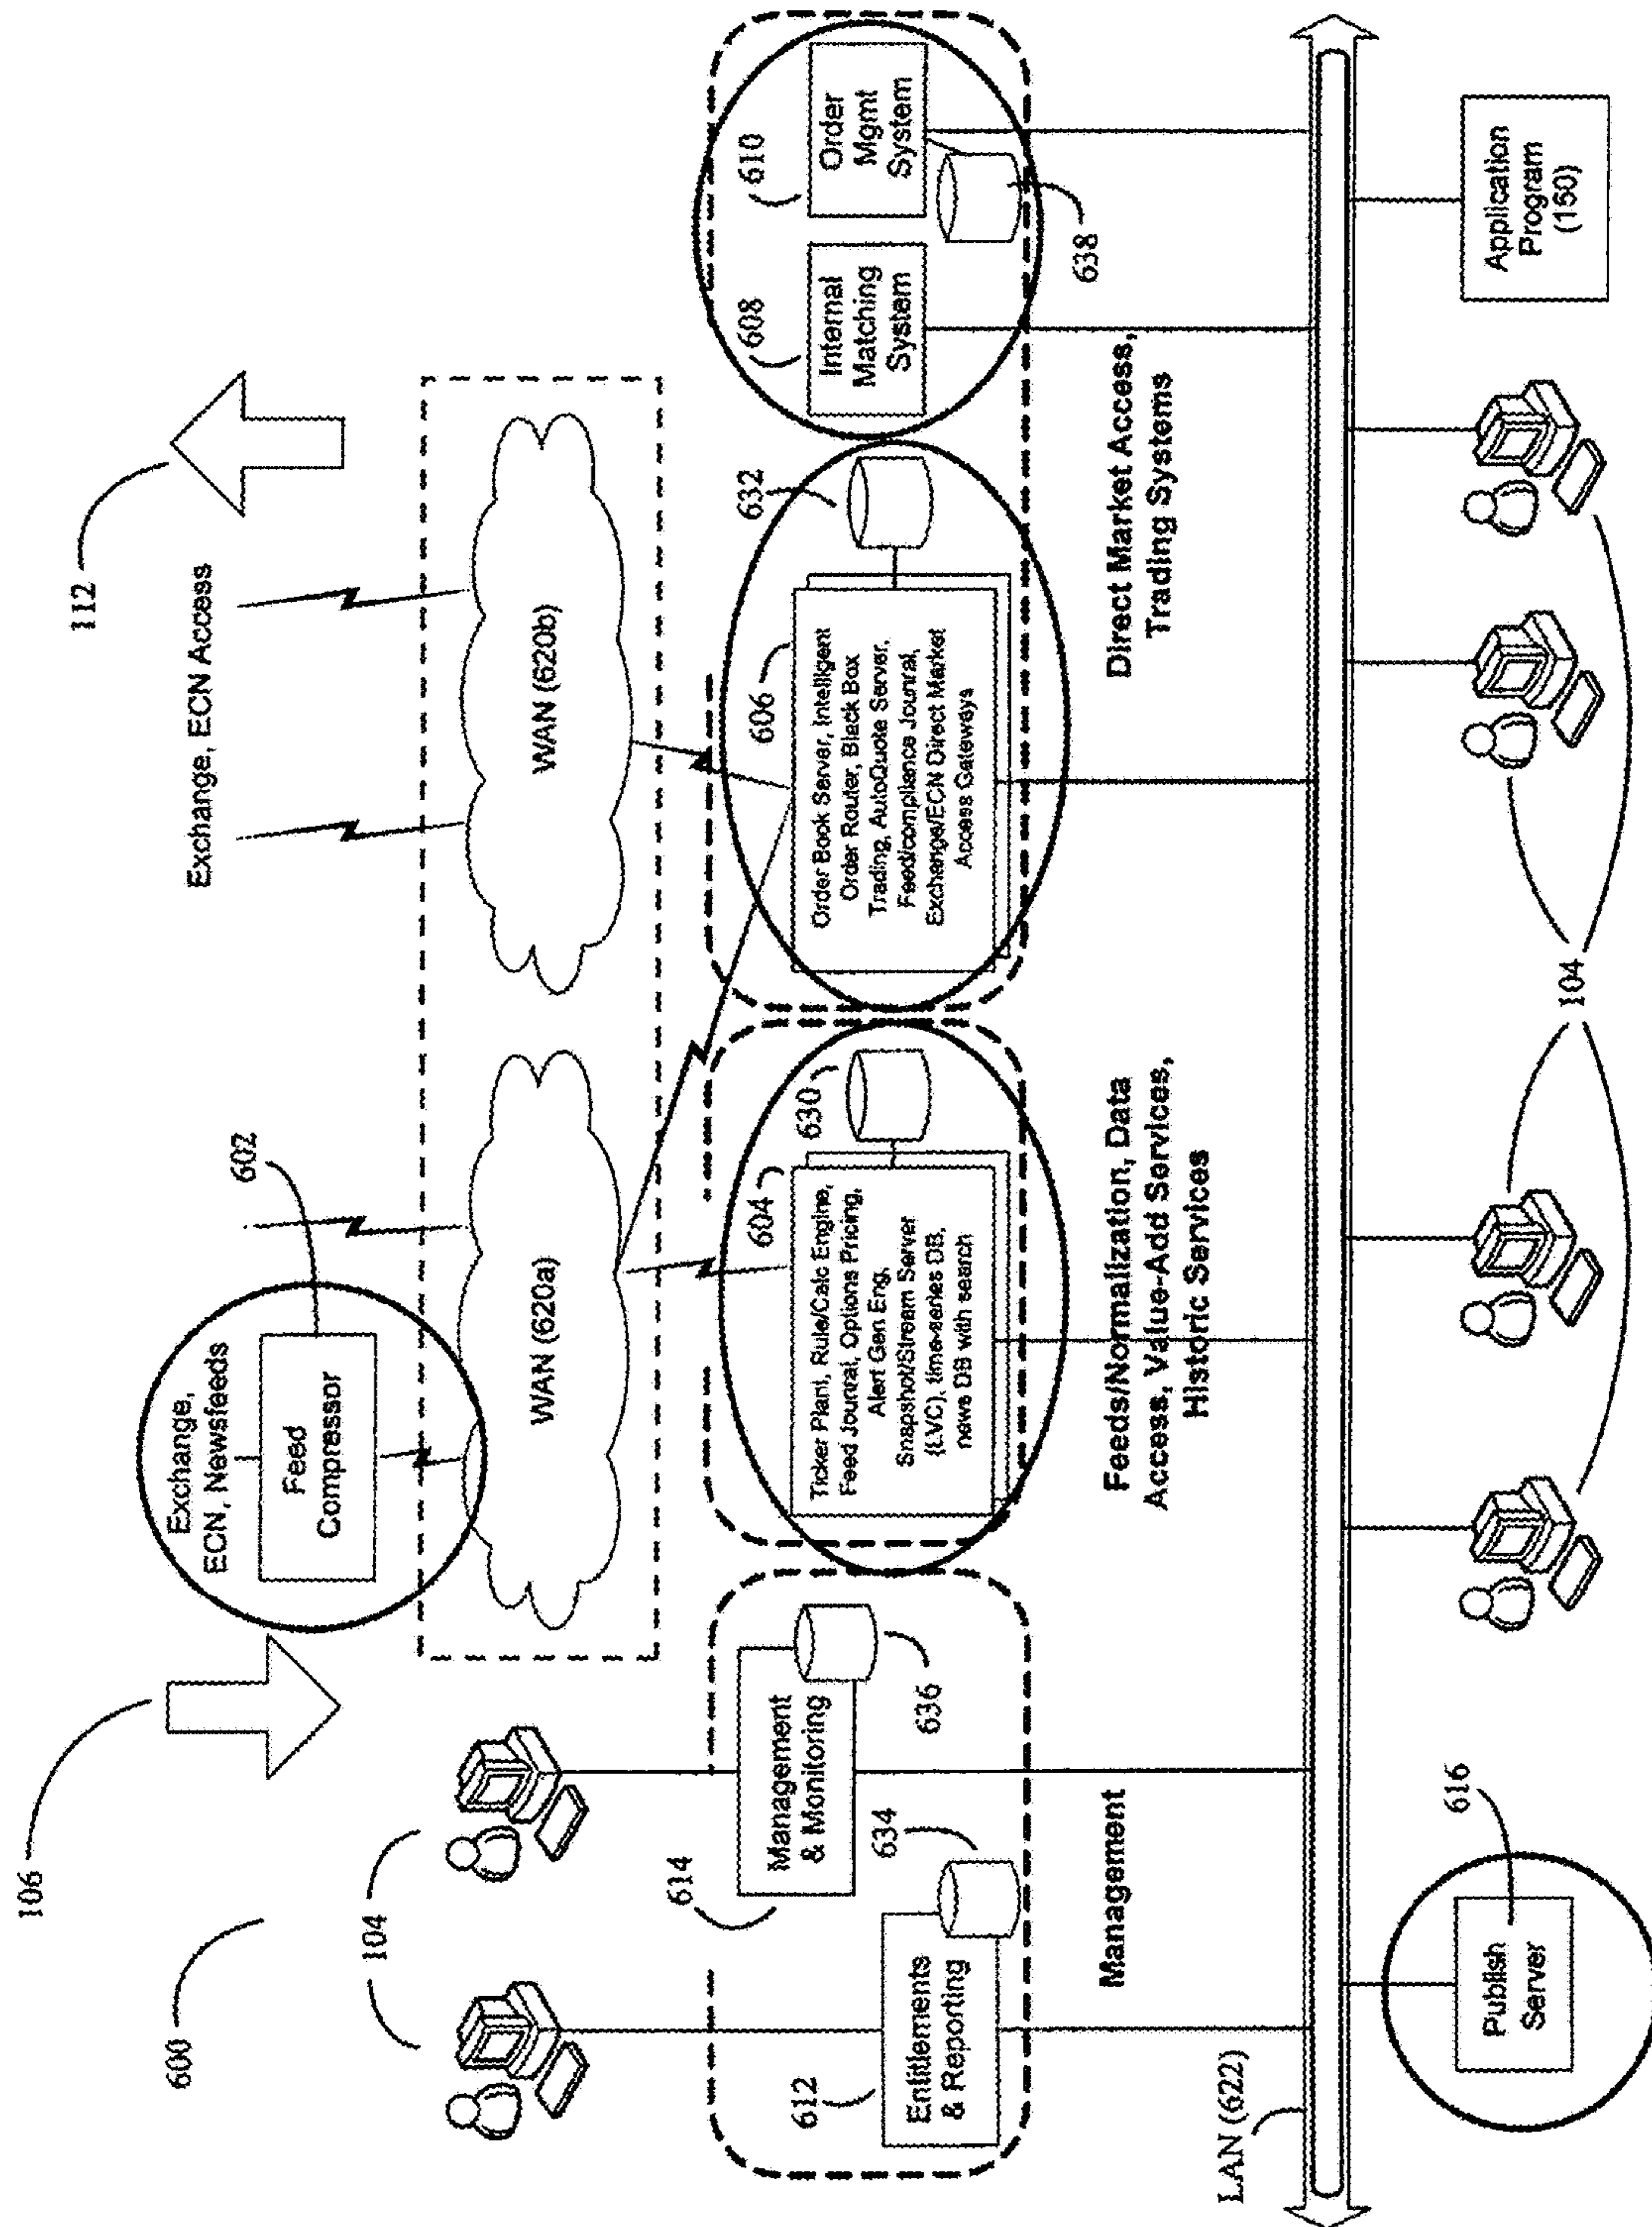 600
106
112
104
Exchange,
ECN, Newsfeeds
Feed
Compressor
602
Exchange, ECN Access
WAN (620a)
WAN (620b)
614
Management
& Monitoring
636
612
Entitlements
& Reporting
634
Management
604
Ticker Plant, Rule/Calc Engine,
Feed Jounral, Options Pricing,
Alert Gen Eng,
Snapshot/Stream Server
(LVC), time-series DB,
news DB with search
630
Feeds/Normalization, Data
Access, Value-Add Services,
Historic Services
606
Order Book Server, Intelligent
Order Router, Black Box
Trading, AutoQuote Server,
Feed/compliance Jounral,
Exchange/ECN Direct Market
Access Gateways
632
608
Internal
Matching
System
610
Order
Mgmt
System
638
Direct Market Access,
Trading Systems
LAN (622)
Publish
Server
616
104
104
Application
Program
(150)